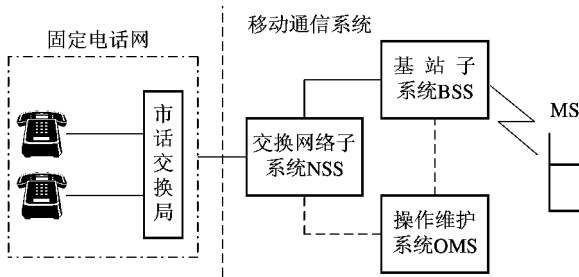 固定电话网
移动通信系统
市话交换局
交换网络子
系统NSS
基站子
系统BSS
操作维护
系统OMS
MS